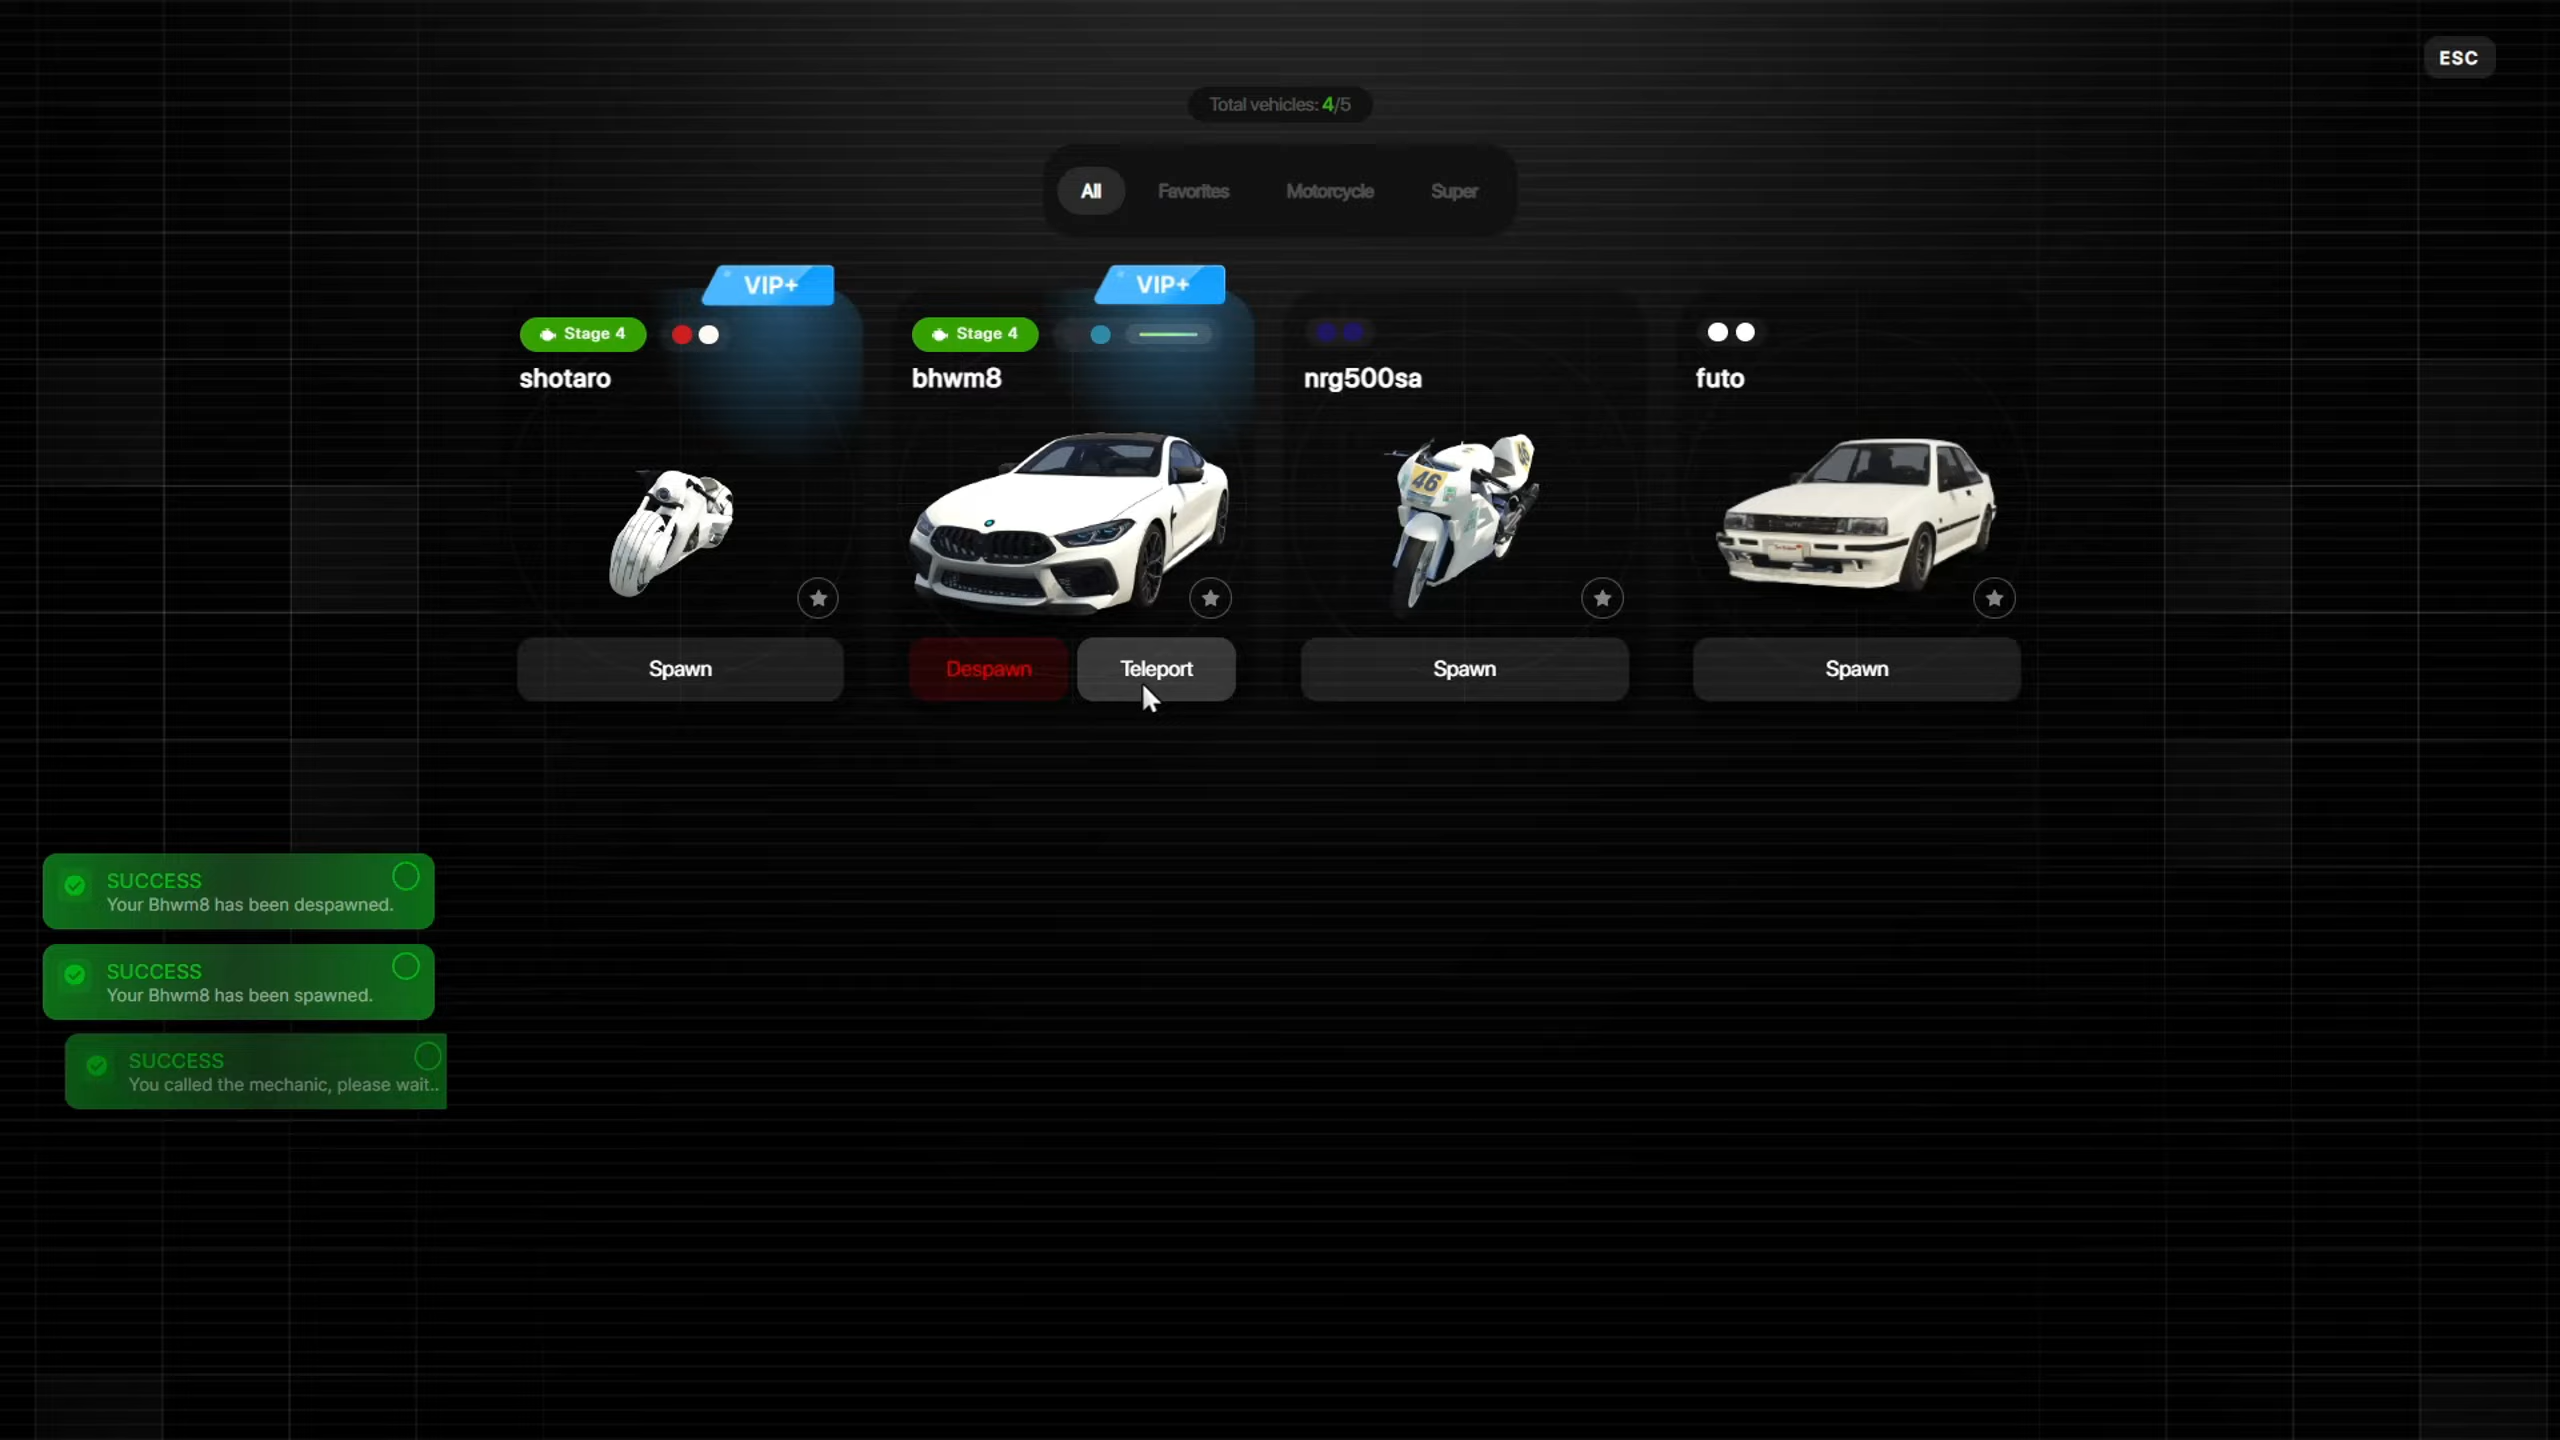 ESC
Total vehicles: 4/5
All Favorites Motorcycle Super
VIP+
VIP+
Stage 4
Stage 4
shotaro
bhwm8
nrg500sa
futo
46
46
Spawn
Despawn
Teleport
Spawn
Spawn
SUCCESS
Your Bhwm8 has been despawned.
SUCCESS
Your Bhwm8 has been spawned.
SUCCESS
You called the mechanic, please wait..